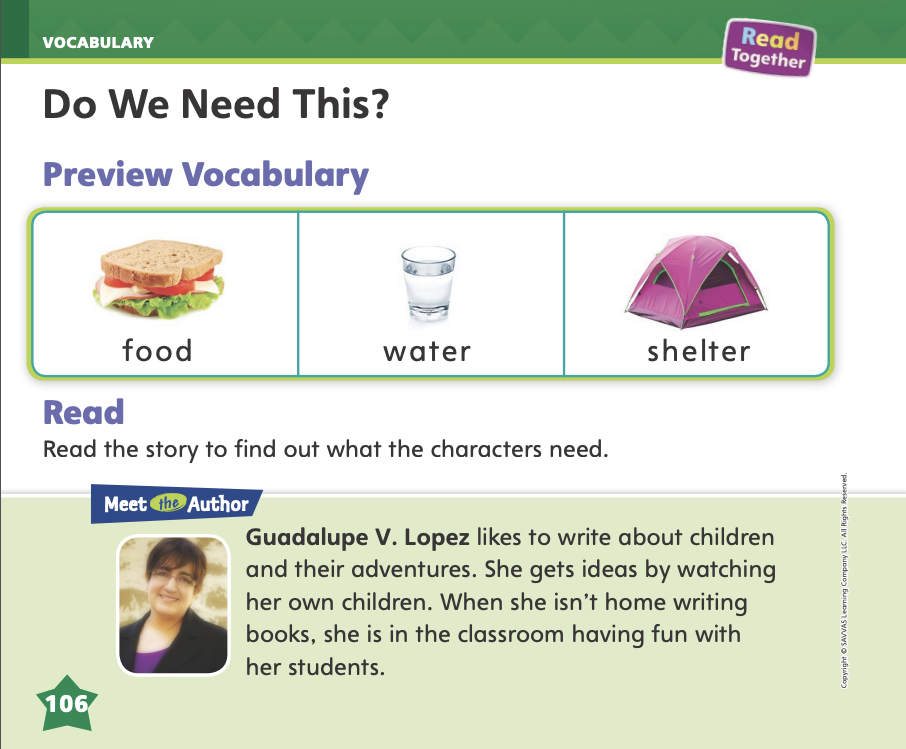 VOCABULARY
Read
Together
Do We Need This?
Preview Vocabulary
food
water
shelter
Read
Read the story to find out what the characters need.
Meet the Author
Guadalupe V. Lopez likes to write about children
and their adventures. She gets ideas by watching
her own children. When she isn't home writing
books, she is in the classroom having fun with
her students.
106
Copyright © SAVVAS Learning Company LLC. All Rights Reserved.